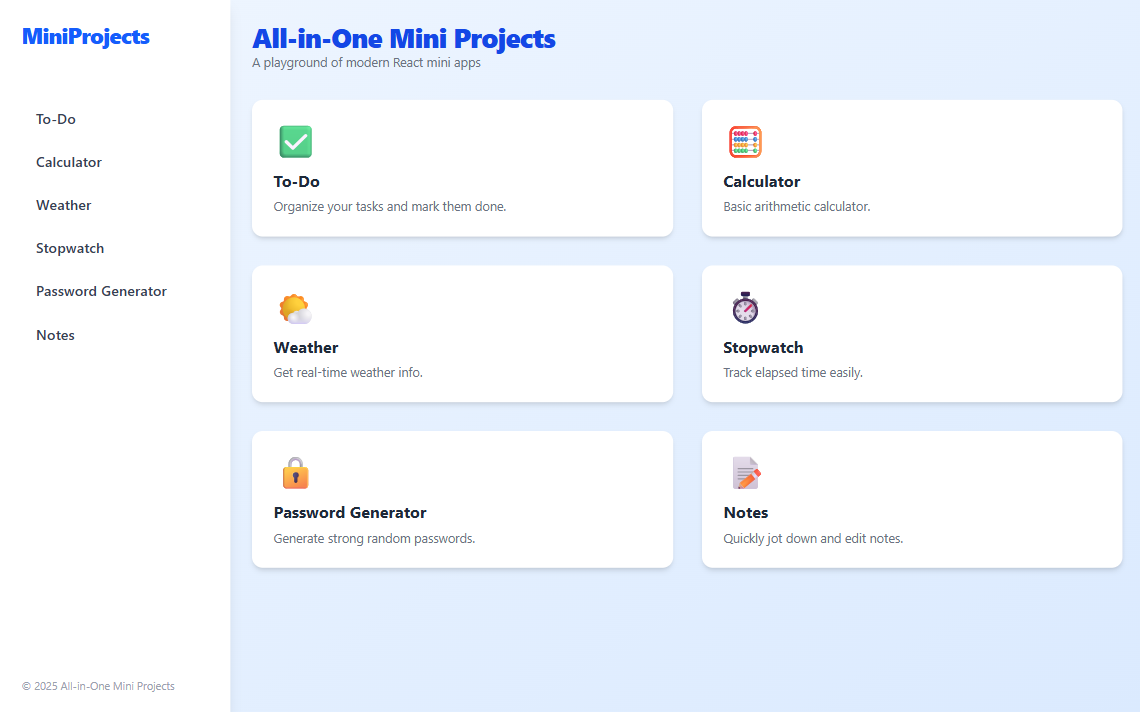 MiniProjects
To-Do
Calculator
Weather
Stopwatch
Password Generator
Notes
© 2025 All-in-One Mini Projects
All-in-One Mini Projects
A playground of modern React mini apps
To-Do
Organize your tasks and mark them done.
Calculator
Basic arithmetic calculator.
Weather
Get real-time weather info.
Stopwatch
Track elapsed time easily.
Password Generator
Generate strong random passwords.
Notes
Quickly jot down and edit notes.